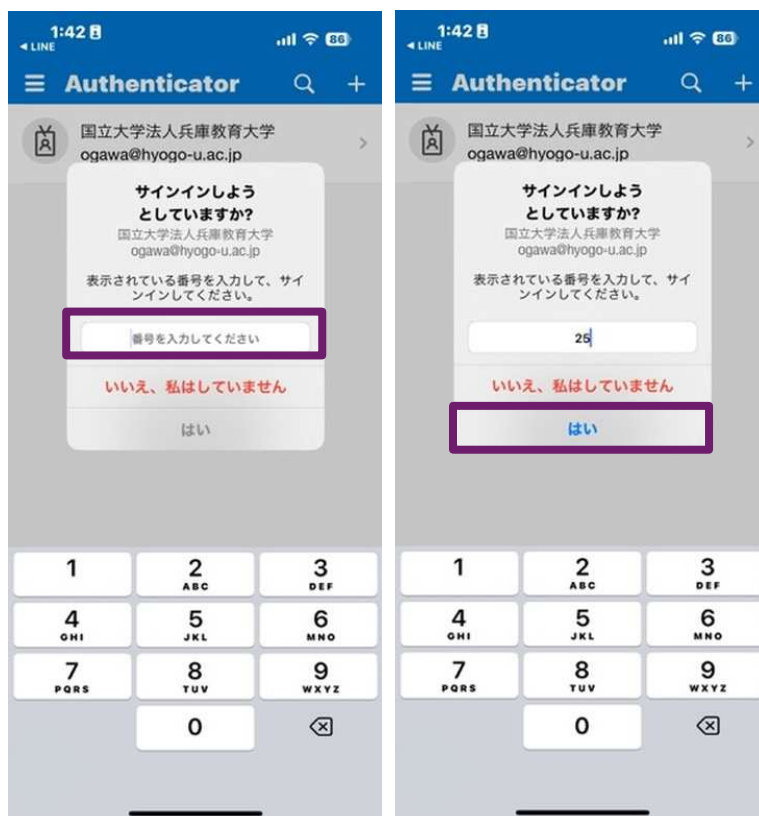 1:42
LINE
86
Authenticator
国立大学法人兵庫教育大学
ogawa@hyogo-u.ac.jp
サインインしよう
としていますか?
国立大学法人兵庫教育大学
ogawa@hyogo-u.ac.jp
表示されている番号を入力して、サイ
ンインしてください。
番号を入力してください
いいえ、私はしていません
はい
1
2
ABC
3
DEF
4
GHI
5
JKL
6
MNO
7
PQRS
8
TUV
9
WXYZ
0
1:42
LINE
86
Authenticator
国立大学法人兵庫教育大学
ogawa@hyogo-u.ac.jp
サインインしよう
としていますか?
国立大学法人兵庫教育大学
ogawa@hyogo-u.ac.jp
表示されている番号を入力して、サイ
ンインしてください。
25
いいえ、私はしていません
はい
1
2
ABC
3
DEF
4
GHI
5
JKL
6
MNO
7
PQRS
8
TUV
9
WXYZ
0